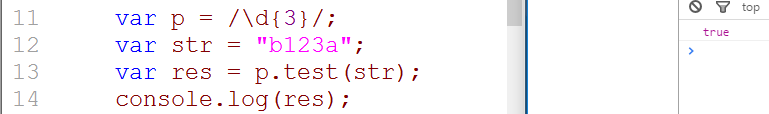 11 var p = /\d{3}/;
12 var str = "b123a";
13 var res = p.test(str);
14 console.log(res);
top
true
>